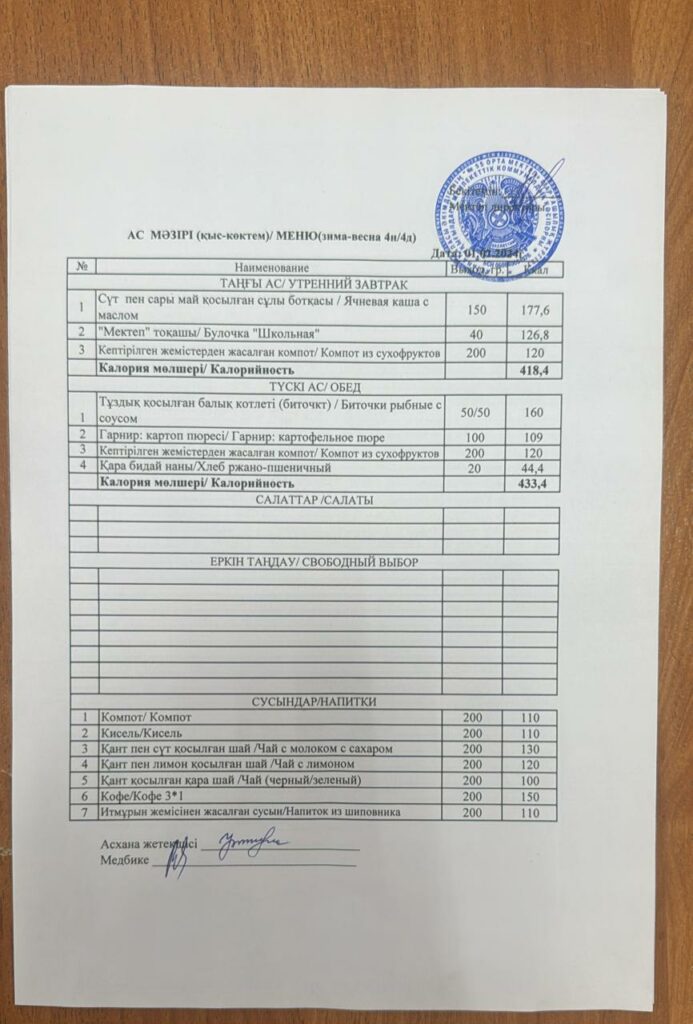 Бекітемін:
Мектеп директоры
АС МӘЗІРІ (қыс-көктем)/ МЕНЮ(зима-весна 4н/4д)
Дата: 01.01.2024г.
№ Наименование Выход, гр. Ккал
ТАҢҒЫ АС/ УТРЕННИЙ ЗАВТРАК
1 Сүт пен сары май қосылған сұлы ботқасы / Ячневая каша с маслом 150 177,6
2 "Мектеп" тоқашы/ Булочка "Школьная" 40 126,8
3 Кептірілген жемістерден жасалған компот/ Компот из сухофруктов 200 120
Калория мөлшері/ Калорийность 418,4
ТҮСКІ АС/ ОБЕД
1 Тұздық қосылған балық котлеті (биточкт) / Биточки рыбные с соусом 50/50 160
2 Гарнир: картоп пюресі/ Гарнир: картофельное пюре 100 109
3 Кептірілген жемістерден жасалған компот/ Компот из сухофруктов 200 120
4 Қара бидай наны/Хлеб ржано-пшеничный 20 44,4
Калория мөлшері/ Калорийность 433,4
САЛАТТАР /САЛАТЫ
ЕРКІН ТАҢДАУ/ СВОБОДНЫЙ ВЫБОР
СУСЫНДАР/НАПИТКИ
1 Компот/ Компот 200 110
2 Кисель/Кисель 200 110
3 Қант пен сүт қосылған шай /Чай с молоком с сахаром 200 130
4 Қант пен лимон қосылған шай /Чай с лимоном 200 120
5 Қант қосылған қара шай /Чай (черный/зеленый) 200 100
6 Кофе/Кофе 3*1 200 150
7 Итмұрын жемісінен жасалған сусын/Напиток из шиповника 200 110
Асхана жетекшісі
Медбике